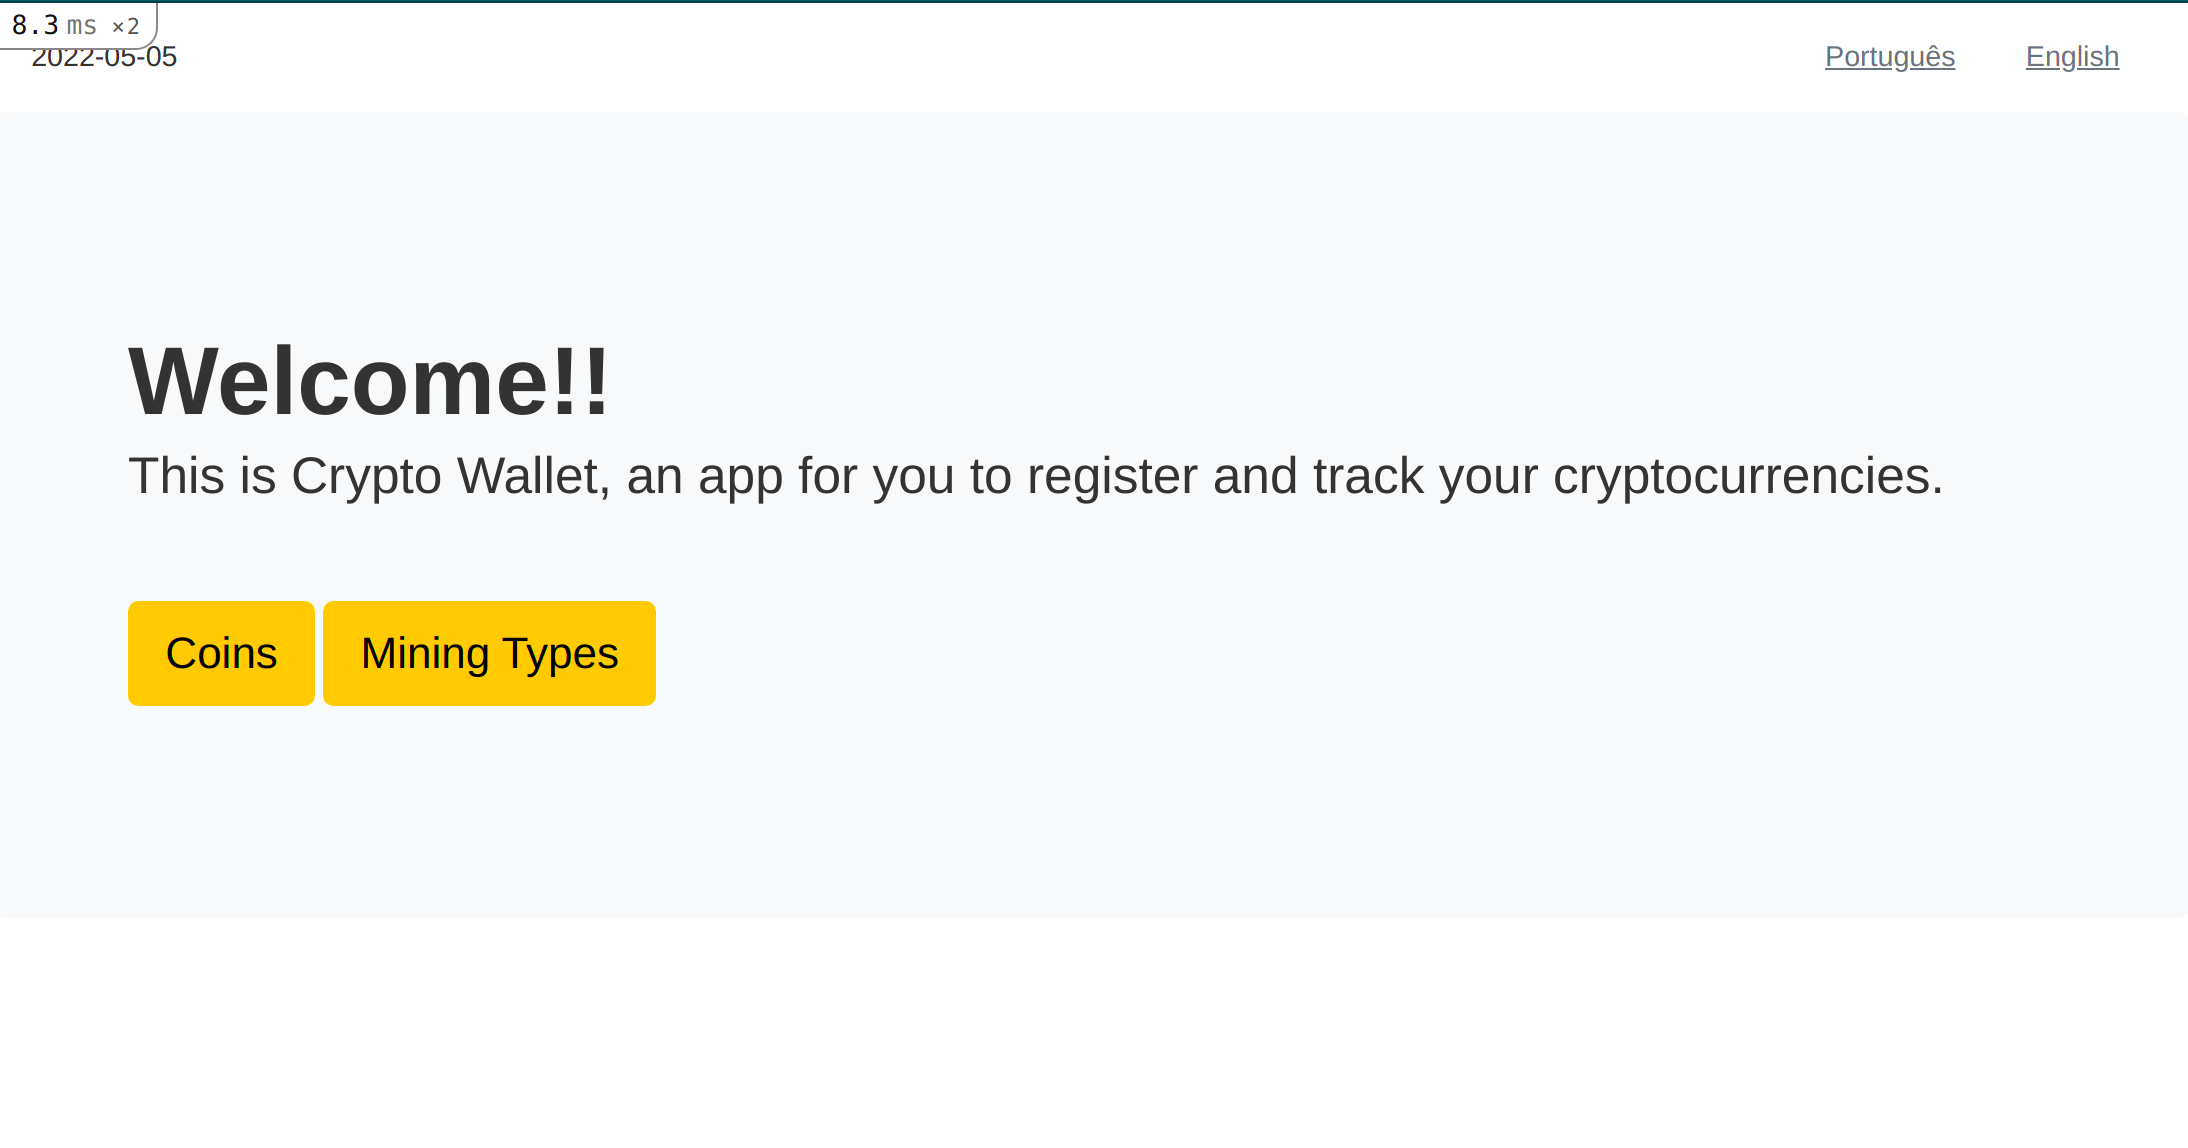 8.3 ms ×2
2022-05-05
Português English
Welcome!!
This is Crypto Wallet, an app for you to register and track your cryptocurrencies.
Coins Mining Types